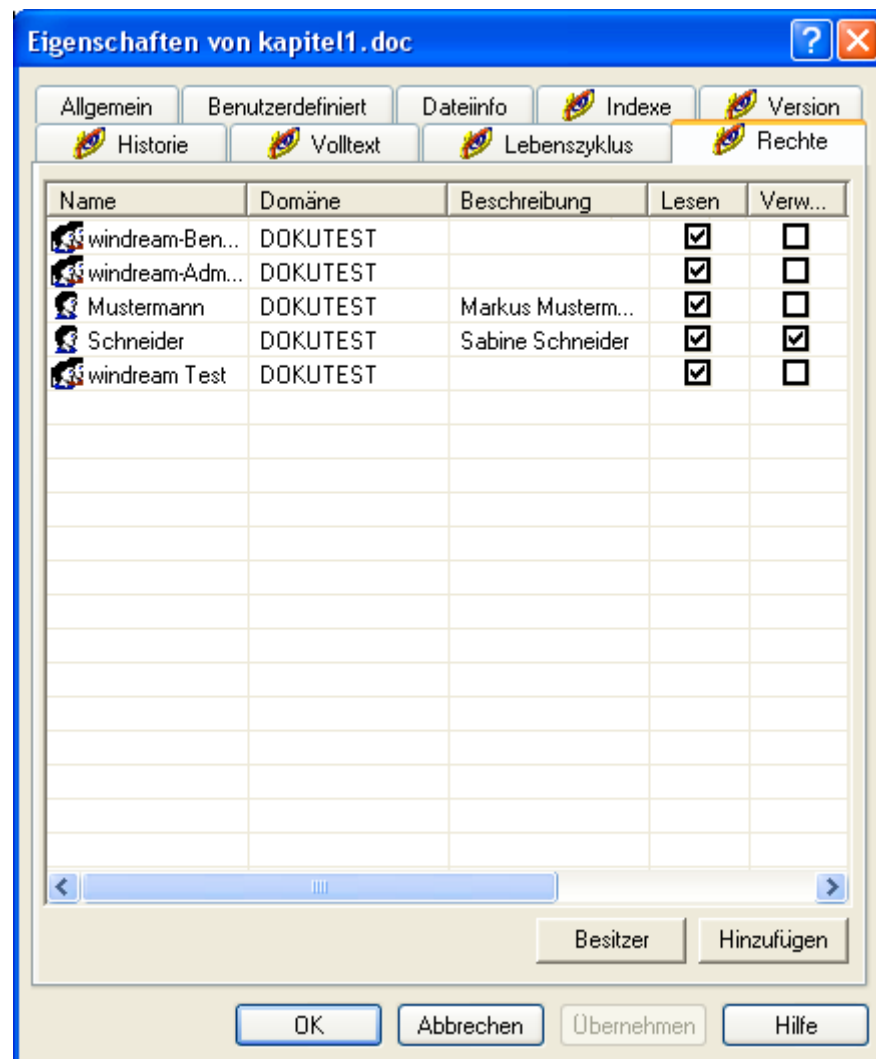 Eigenschaften von kapitel1.doc
Allgemein Benutzerdefiniert Dateiinfo Indexe Version
Historie Volltext Lebenszyklus Rechte
Name Domäne Beschreibung Lesen Verw...
windream-Ben... DOKUTEST
windream-Adm... DOKUTEST
Mustermann DOKUTEST Markus Musterm...
Schneider DOKUTEST Sabine Schneider
windream Test DOKUTEST
Besitzer Hinzufügen
OK Abbrechen Übernehmen Hilfe